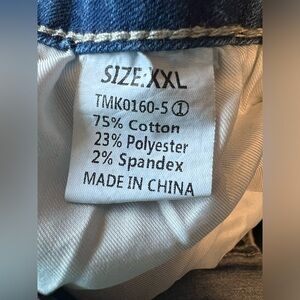 SIZE:XXL
TMK0160-5 ①
75% Cotton
23% Polyester
2% Spandex
MADE IN CHINA